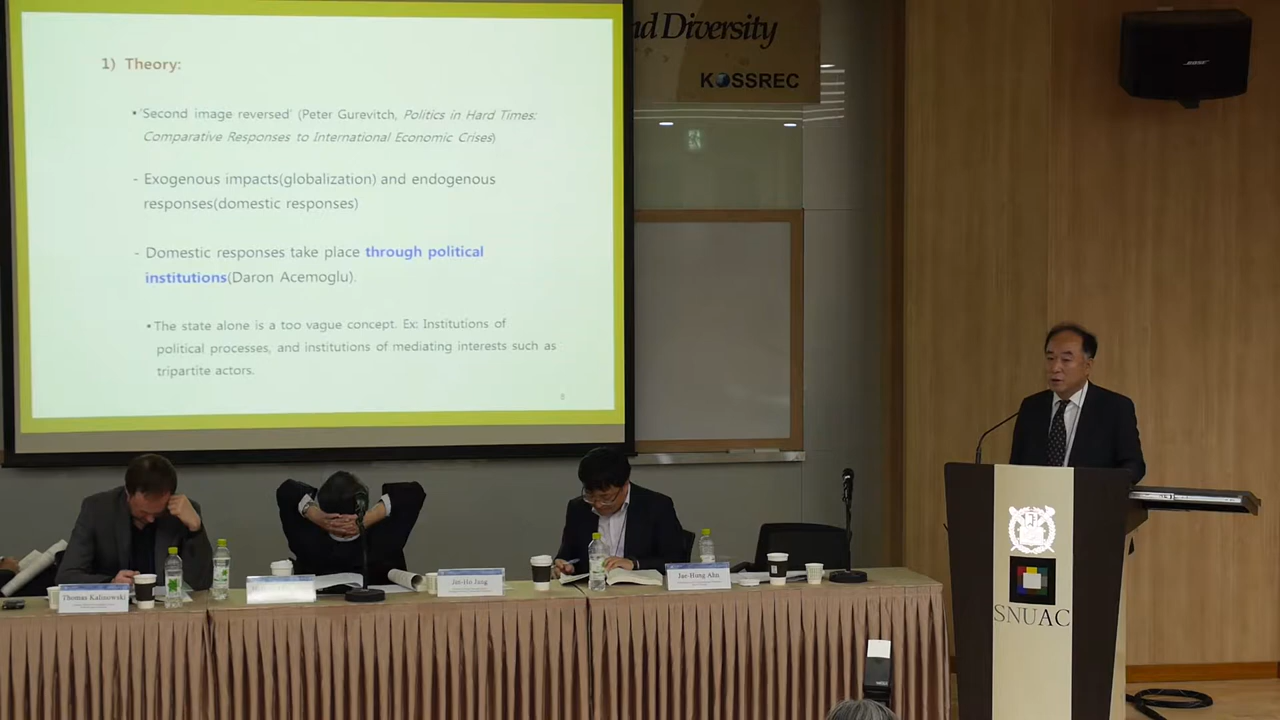 1) Theory:
▪ 'Second image reversed' (Peter Gurevitch, Politics in Hard Times:
Comparative Responses to International Economic Crises)
- Exogenous impacts(globalization) and endogenous
responses(domestic responses)
- Domestic responses take place through political
institutions(Daron Acemoglu).
▪ The state alone is a too vague concept. Ex: Institutions of
political processes, and institutions of mediating interests such as
tripartite actors.
nd Diversity
KOSSREC
BOSE
Thomas Kalinowski
Jin-Ho Jang
Jae-Hung Ahn
SNUAC